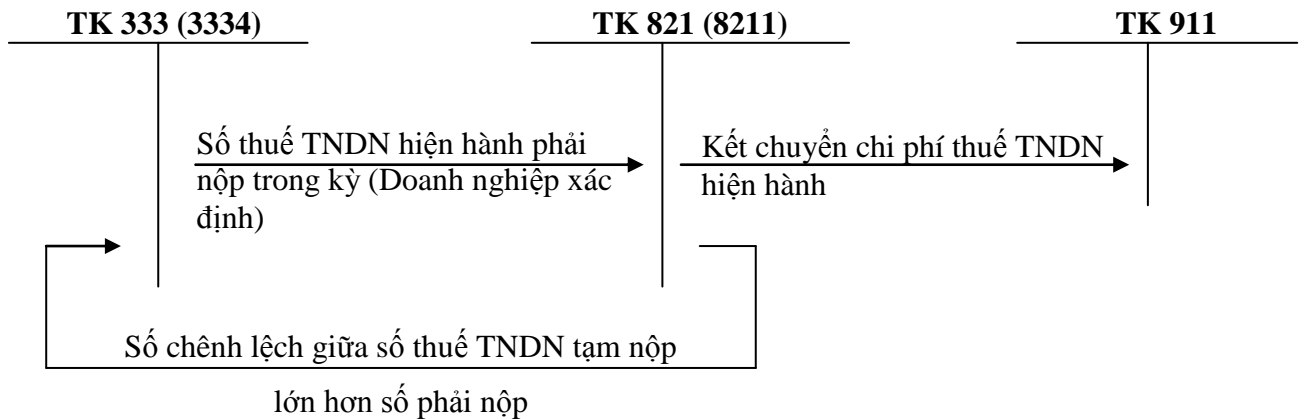 TK 333 (3334)
TK 821 (8211)
TK 911
Số thuế TNDN hiện hành phải
nộp trong kỳ (Doanh nghiệp xác
định)
Kết chuyển chi phí thuế TNDN
hiện hành
Số chênh lệch giữa số thuế TNDN tạm nộp
lớn hơn số phải nộp